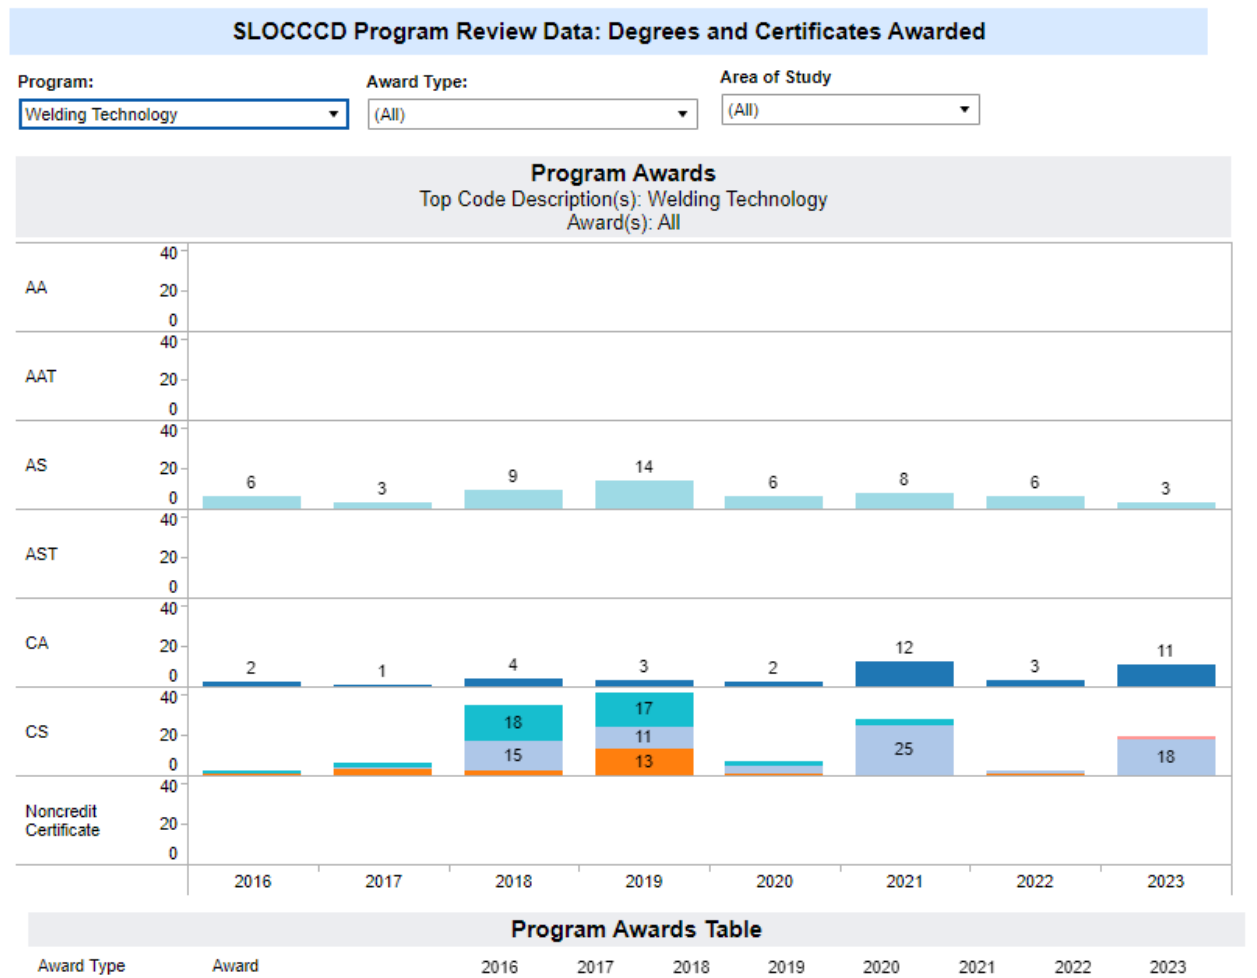 SLOCCCD Program Review Data: Degrees and Certificates Awarded
Program: Award Type: Area of Study
Welding Technology (All) (All)
Program Awards
Top Code Description(s): Welding Technology
Award(s): All
AA 40 20 0
AAT 40 20 0
AS 40 20 0 6 3 9 14 6 8 6 3
AST 40 20 0
CA 40 20 0 2 1 4 3 2 12 3 11
CS 40 20 0 18 15 17 11 13 25 18
Noncredit Certificate 40 20 0
2016 2017 2018 2019 2020 2021 2022 2023
Program Awards Table
Award Type Award 2016 2017 2018 2019 2020 2021 2022 2023